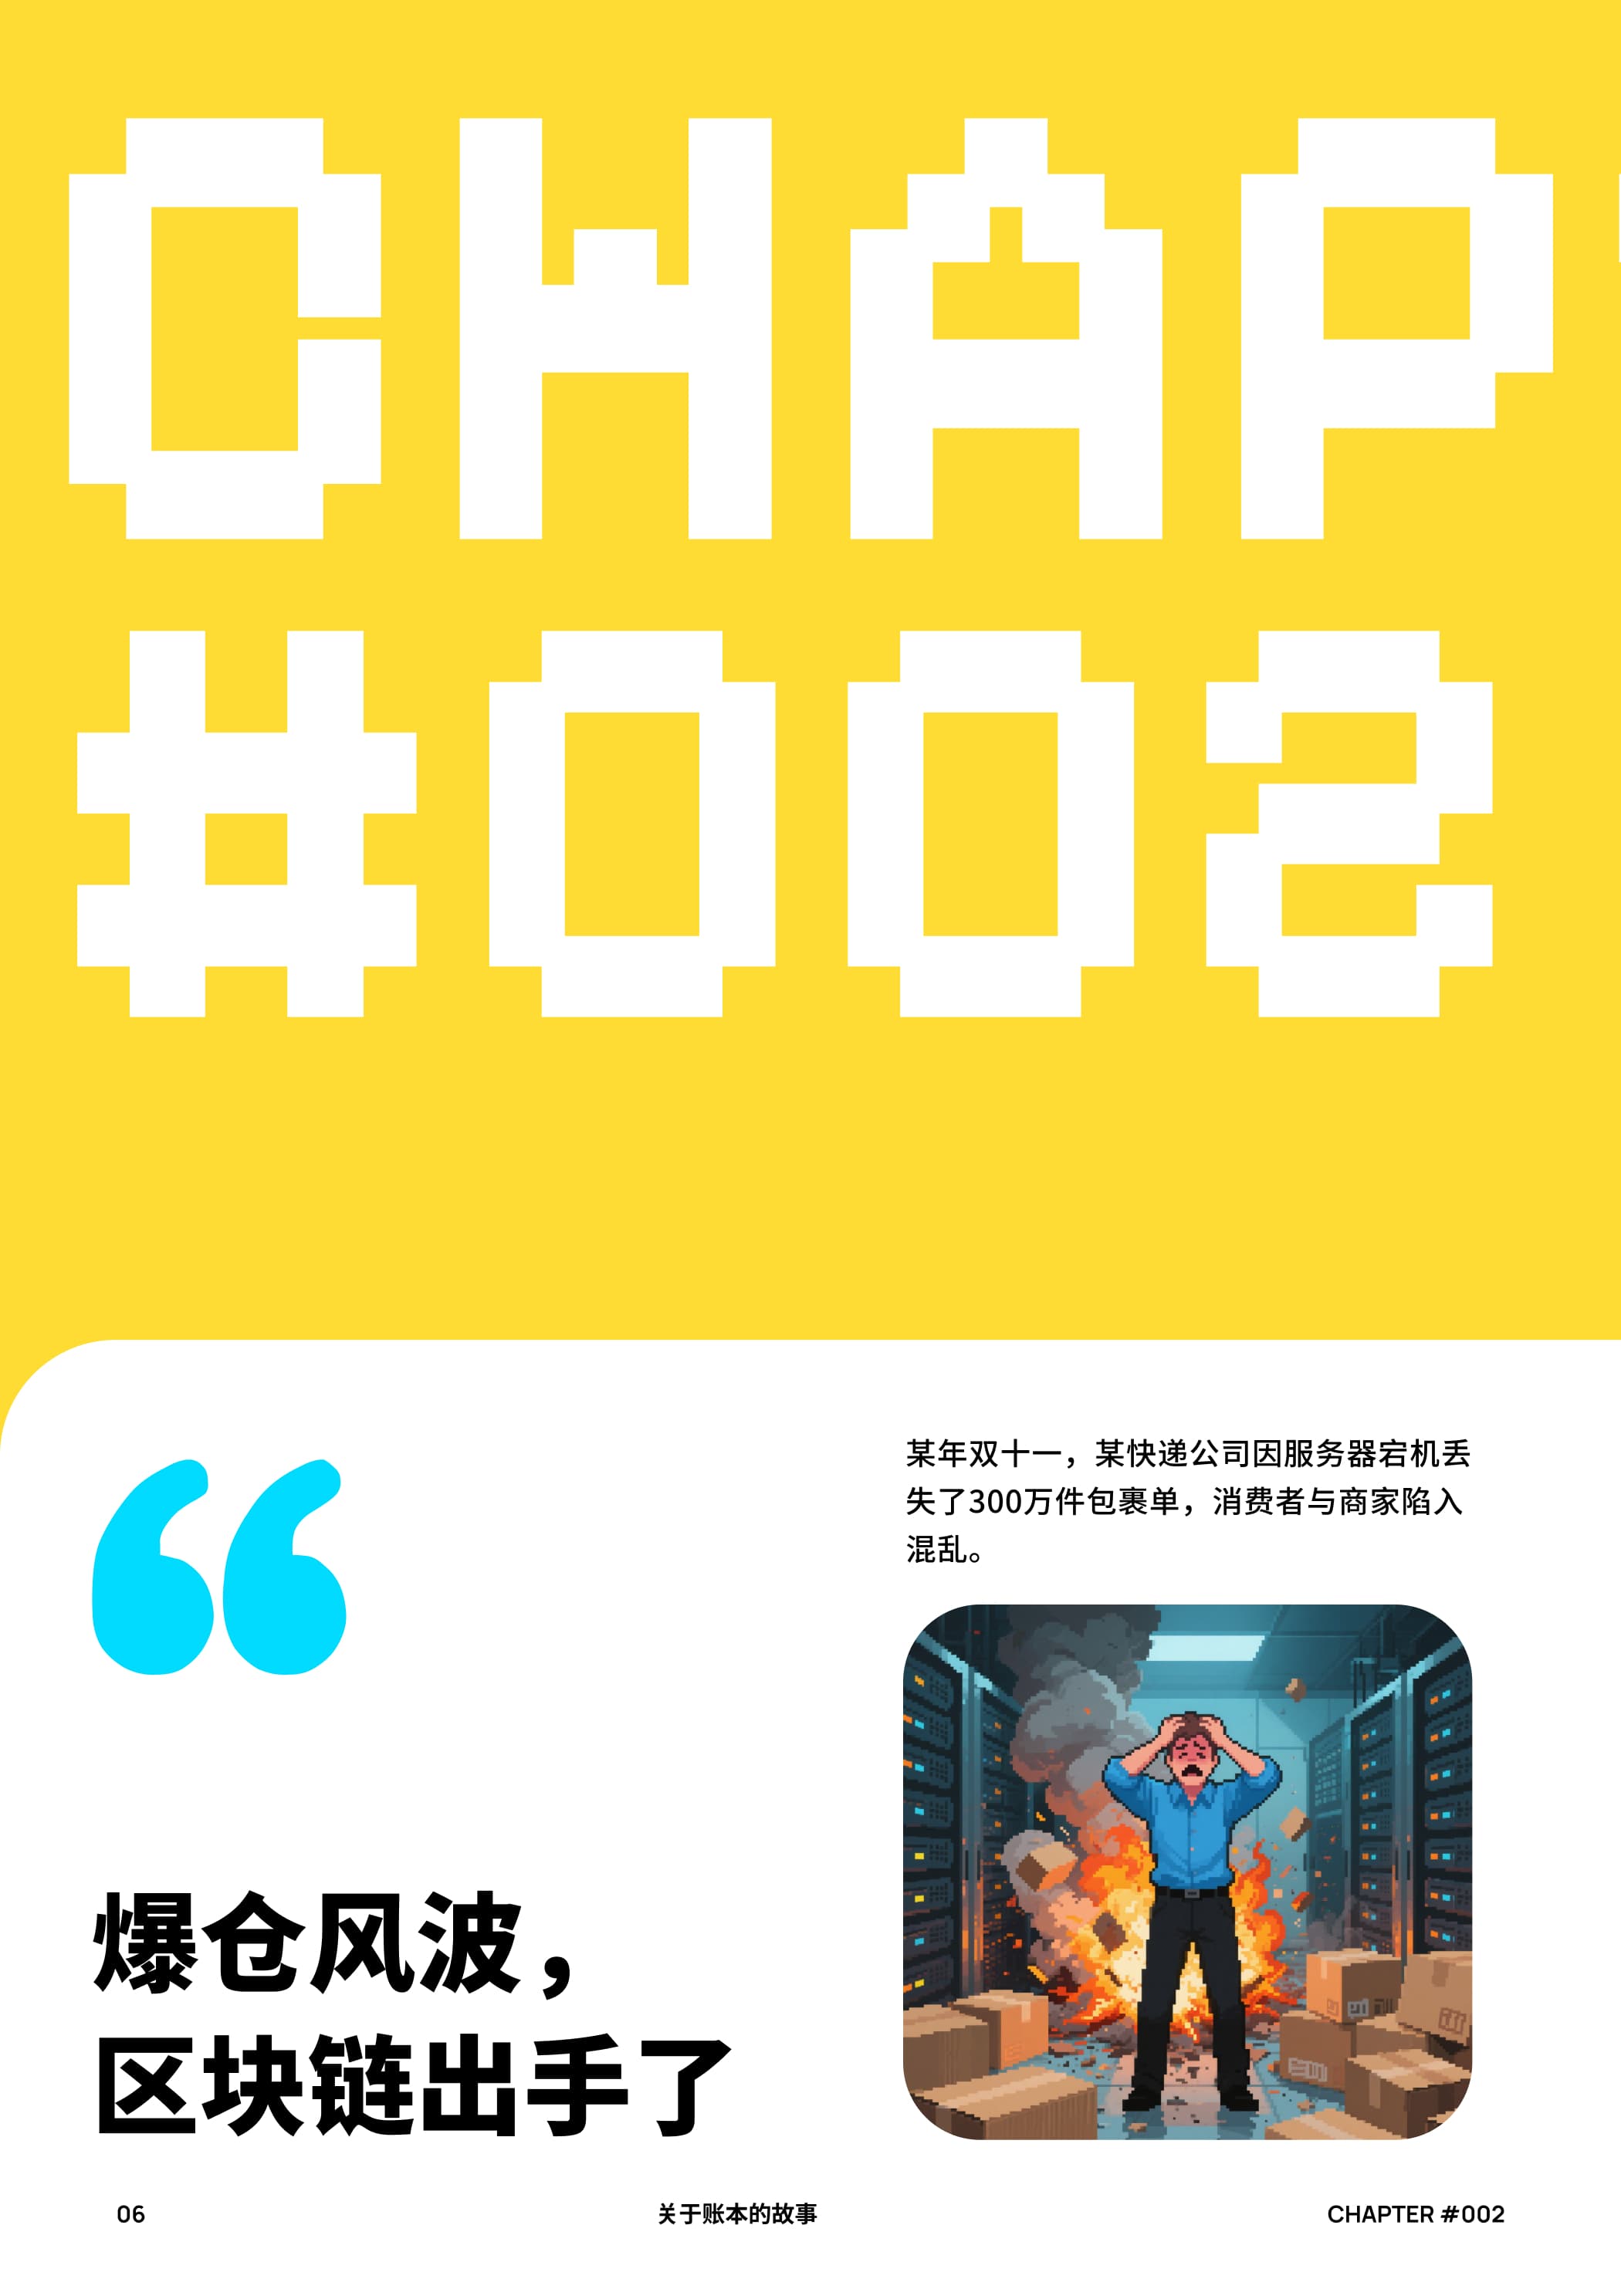 CHAP
#002
某年双十一，某快递公司因服务器宕机丢
失了300万件包裹单，消费者与商家陷入
混乱。
爆仓风波，
区块链出手了
06
关于账本的故事
CHAPTER #002